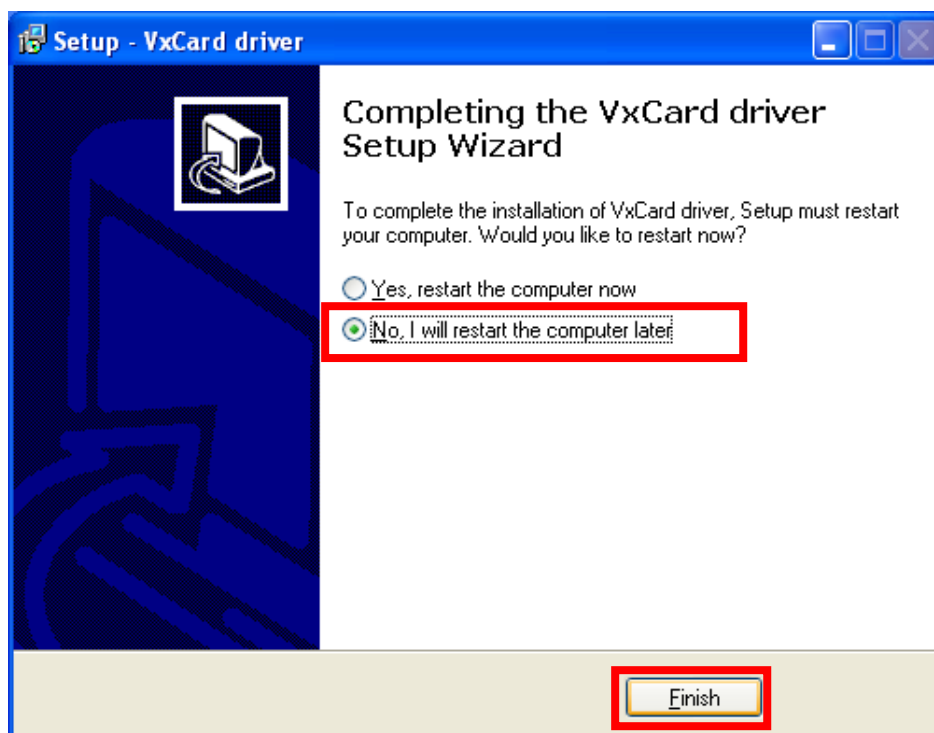 Setup - VxCard driver
Completing the VxCard driver
Setup Wizard
To complete the installation of VxCard driver, Setup must restart
your computer. Would you like to restart now?
Yes, restart the computer now
No, I will restart the computer later
Finish